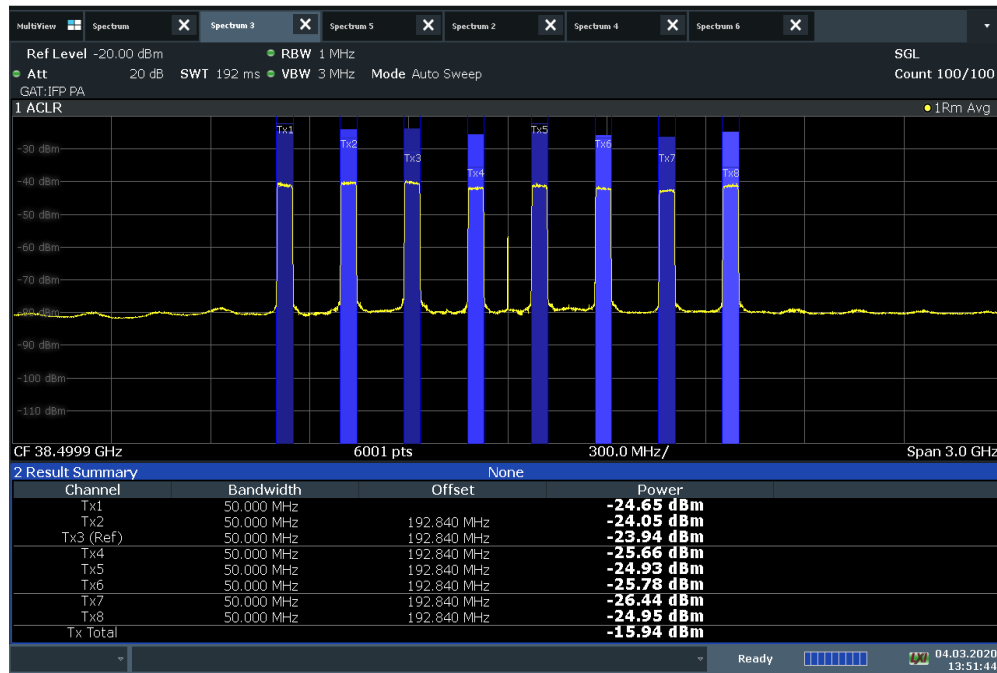 MultiView Spectrum X Spectrum 3 X Spectrum 5 X Spectrum 2 X Spectrum 4 X Spectrum 6 X
Ref Level -20.00 dBm RBW 1 MHz SGL
Att 20 dB SWT 192 ms VBW 3 MHz Mode Auto Sweep Count 100/100
GAT:IFP PA
1 ACLR 1Rm Avg
Tx1 Tx5
Tx2 Tx6
-30 dBm
Tx3 Tx7
Tx4 Tx8
-40 dBm
-50 dBm
-60 dBm
-70 dBm
-80 dBm
-90 dBm
-100 dBm
-110 dBm
CF 38.4999 GHz 6001 pts 300.0 MHz/ Span 3.0 GHz
2 Result Summary None
Channel Bandwidth Offset Power
Tx1 50.000 MHz -24.65 dBm
Tx2 50.000 MHz 192.840 MHz -24.05 dBm
Tx3 (Ref) 50.000 MHz 192.840 MHz -23.94 dBm
Tx4 50.000 MHz 192.840 MHz -25.66 dBm
Tx5 50.000 MHz 192.840 MHz -24.93 dBm
Tx6 50.000 MHz 192.840 MHz -25.78 dBm
Tx7 50.000 MHz 192.840 MHz -26.44 dBm
Tx8 50.000 MHz 192.840 MHz -24.95 dBm
Tx Total -15.94 dBm
Ready LXI 04.03.2020
13:51:44